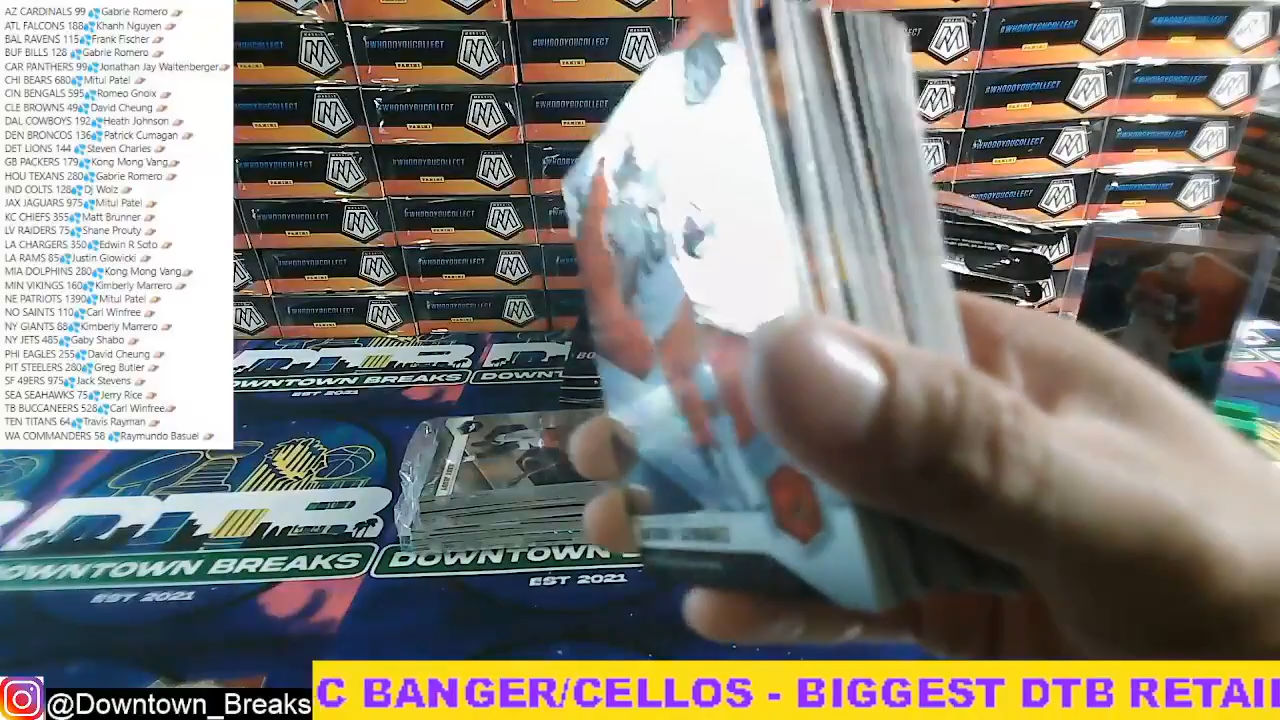 AZ CARDINALS 99 Gabrie Romero
ATL FALCONS 188 Khanh Nguyen
BAL RAVENS 115 Frank Fischer
BUF BILLS 128 Gabrie Romero
CAR PANTHERS 99 Jonathan Jay Waitenberger
CHI BEARS 680 Mitul Patel
CIN BENGALS 595 Romeo Gnoix
CLE BROWNS 49 David Cheung
DAL COWBOYS 192 Heath Johnson
DEN BRONCOS 136 Patrick Cumagan
DET LIONS 144 Steven Charles
GB PACKERS 179 Kong Mong Vang
HOU TEXANS 280 Gabrie Romero
IND COLTS 128 DJ Wolz
JAX JAGUARS 975 Mitul Patel
KC CHIEFS 355 Matt Brunner
LV RAIDERS 75 Shane Prouty
LA CHARGERS 350 Edwin R Soto
LA RAMS 85 Justin Glowicki
MIA DOLPHINS 280 Kong Mong Vang
MIN VIKINGS 160 Kimberly Marrero
NE PATRIOTS 1390 Mitul Patel
NO SAINTS 110 Carl Winfree
NY GIANTS 88 Kimberly Marrero
NY JETS 485 Gaby Shabo
PHI EAGLES 255 David Cheung
PIT STEELERS 280 Greg Butler
SF 49ERS 975 Jack Stevens
SEA SEAHAWKS 75 Jerry Rice
TB BUCCANEERS 528 Carl Winfree
TEN TITANS 64 Travis Rayman
WA COMMANDERS 58 Raymundo Basuel
#WHODOYOUCOLLECT
PANINI
DOWNTOWN BREAKS
EST 2021
DTB
DOWNTOWN BREAKS
EST 2021
DOWNTOWN
EST 2021
@Downtown_Breaks
C BANGER/CELLOS - BIGGEST DTB RETAI